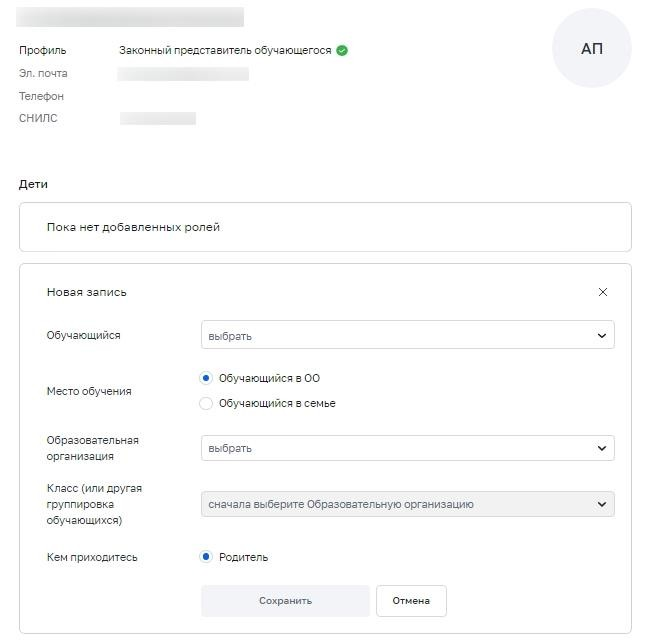 Профиль Законный представитель обучающегося
АП
Эл. почта
Телефон
СНИЛС
Дети
Пока нет добавленных ролей
Новая запись
Обучающийся выбрать
Место обучения
Обучающийся в ОО
Обучающийся в семье
Образовательная
организация
выбрать
Класс (или другая
группировка
обучающихся)
сначала выберите Образовательную организацию
Кем приходитесь Родитель
Сохранить Отмена